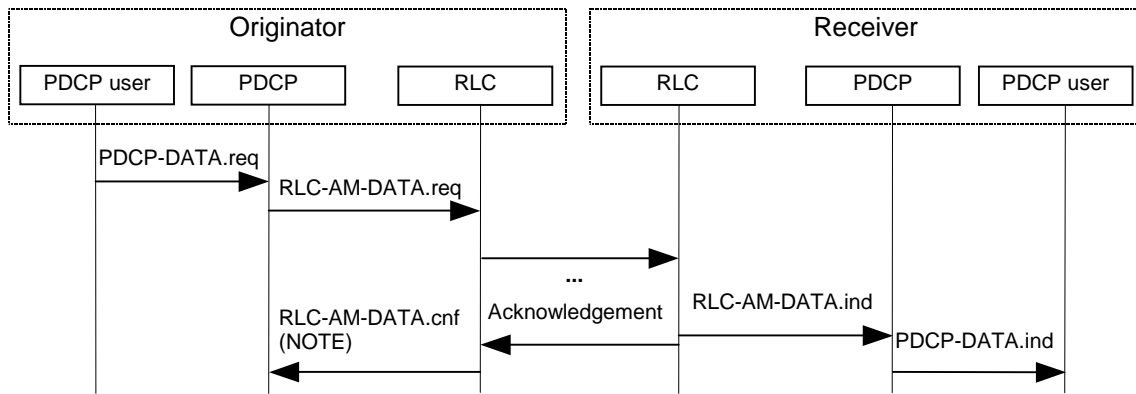 Originator
Receiver
PDCP user
PDCP
RLC
RLC
PDCP
PDCP user
PDCP-DATA.req
RLC-AM-DATA.req
...
Acknowledgement
RLC-AM-DATA.ind
RLC-AM-DATA.cnf
(NOTE)
PDCP-DATA.ind